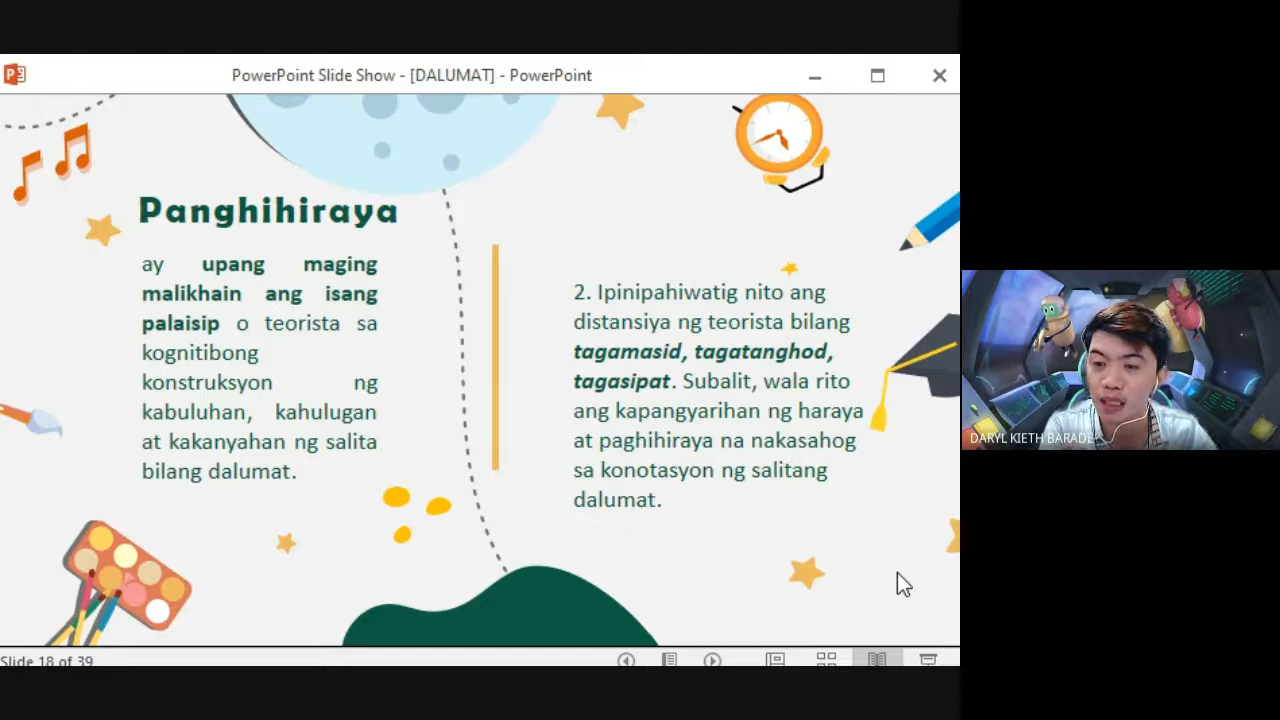 PowerPoint Slide Show - [DALUMAT] - PowerPoint
Panghihiraya
ay upang maging
malikhain ang isang
palaisip o teorista sa
kognitibong
konstruksyon ng
kabuluhan, kahulugan
at kakanyahan ng salita
bilang dalumat.
2. Ipinipahiwatig nito ang
distansiya ng teorista bilang
tagamasid, tagatanghod,
tagasipat. Subalit, wala rito
ang kapangyarihan ng haraya
at paghihiraya na nakasahog
sa konotasyon ng salitang
dalumat.
DARYL KIETH BARADE
Slide 18 of 39